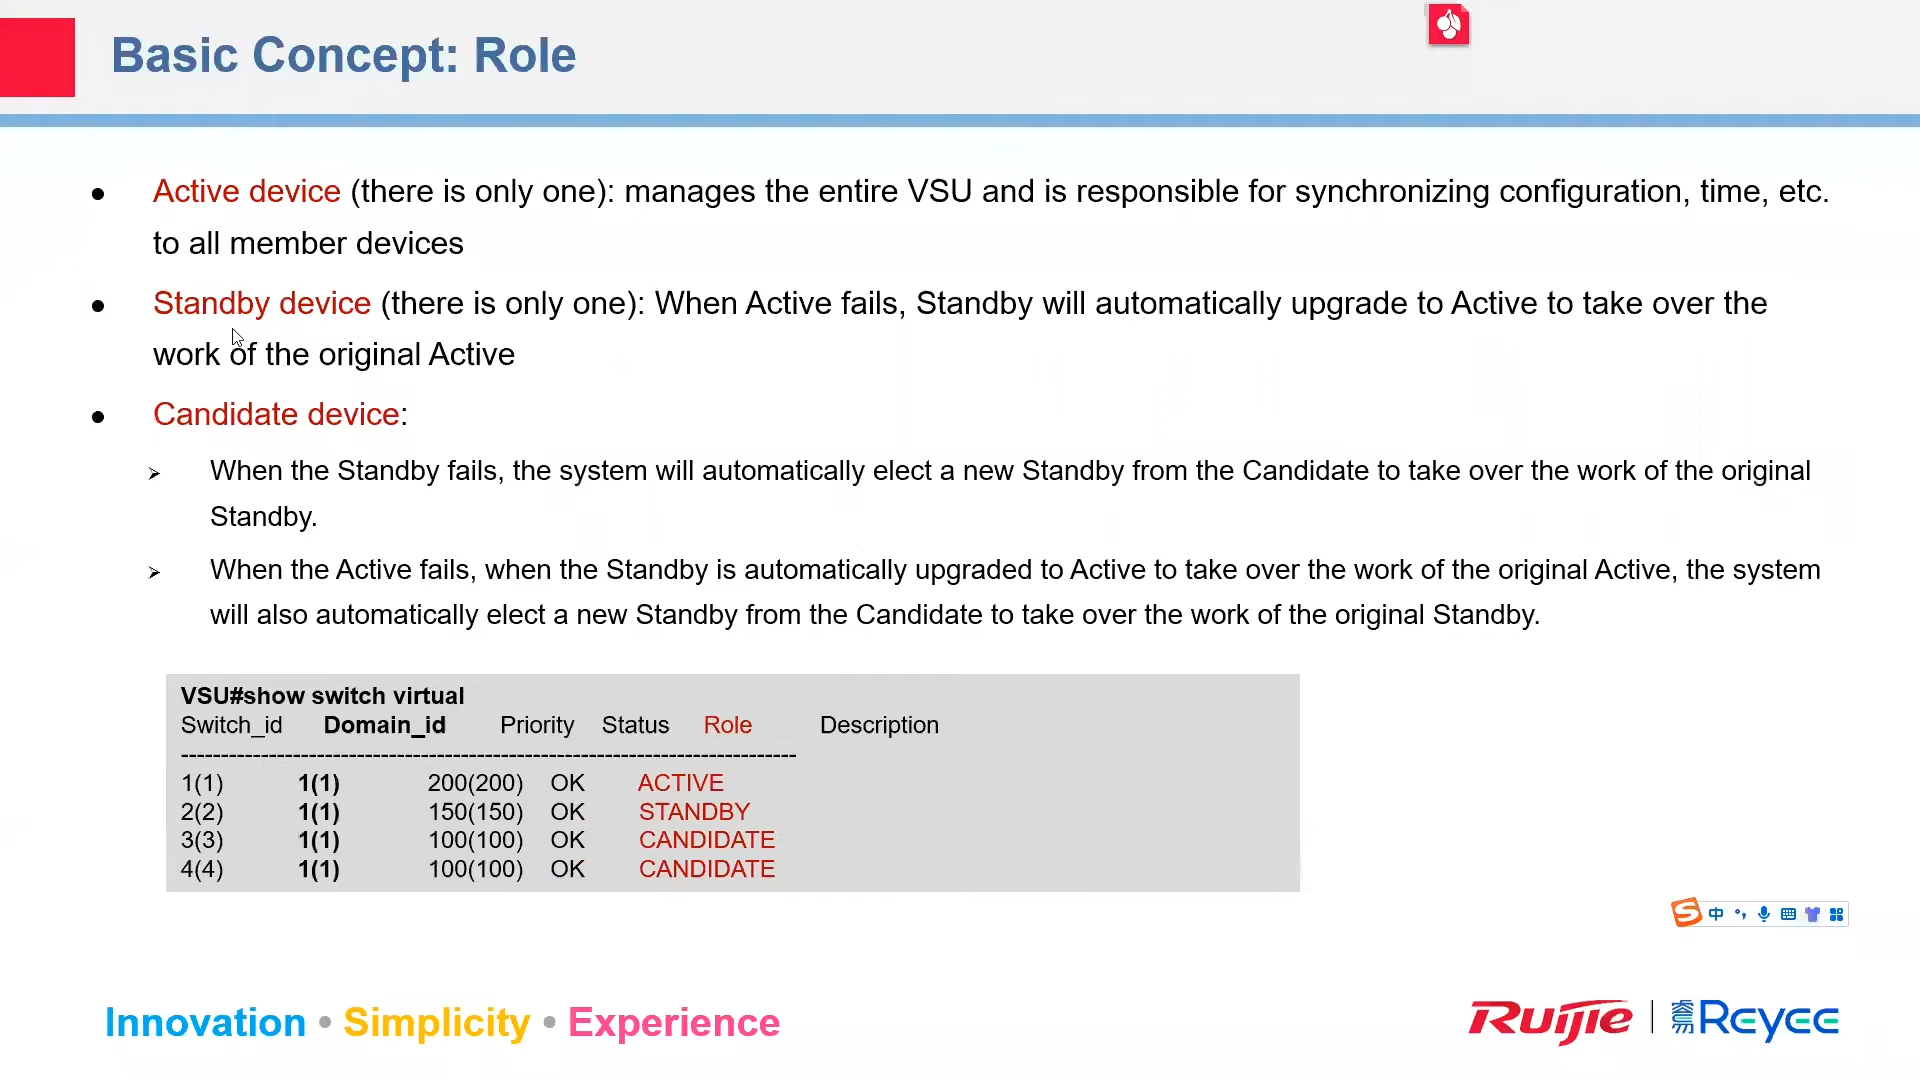 Basic Concept: Role
● Active device (there is only one): manages the entire VSU and is responsible for synchronizing configuration, time, etc.
to all member devices
● Standby device (there is only one): When Active fails, Standby will automatically upgrade to Active to take over the
work of the original Active
● Candidate device:
➢ When the Standby fails, the system will automatically elect a new Standby from the Candidate to take over the work of the original
Standby.
➢ When the Active fails, when the Standby is automatically upgraded to Active to take over the work of the original Active, the system
will also automatically elect a new Standby from the Candidate to take over the work of the original Standby.
VSU#show switch virtual
Switch_id Domain_id Priority Status Role Description
--------------------------------------------------------------------------------
1(1) 1(1) 200(200) OK ACTIVE
2(2) 1(1) 150(150) OK STANDBY
3(3) 1(1) 100(100) OK CANDIDATE
4(4) 1(1) 100(100) OK CANDIDATE
S 中 °,
Innovation • Simplicity • Experience
Ruijie | 睿易 Reyee